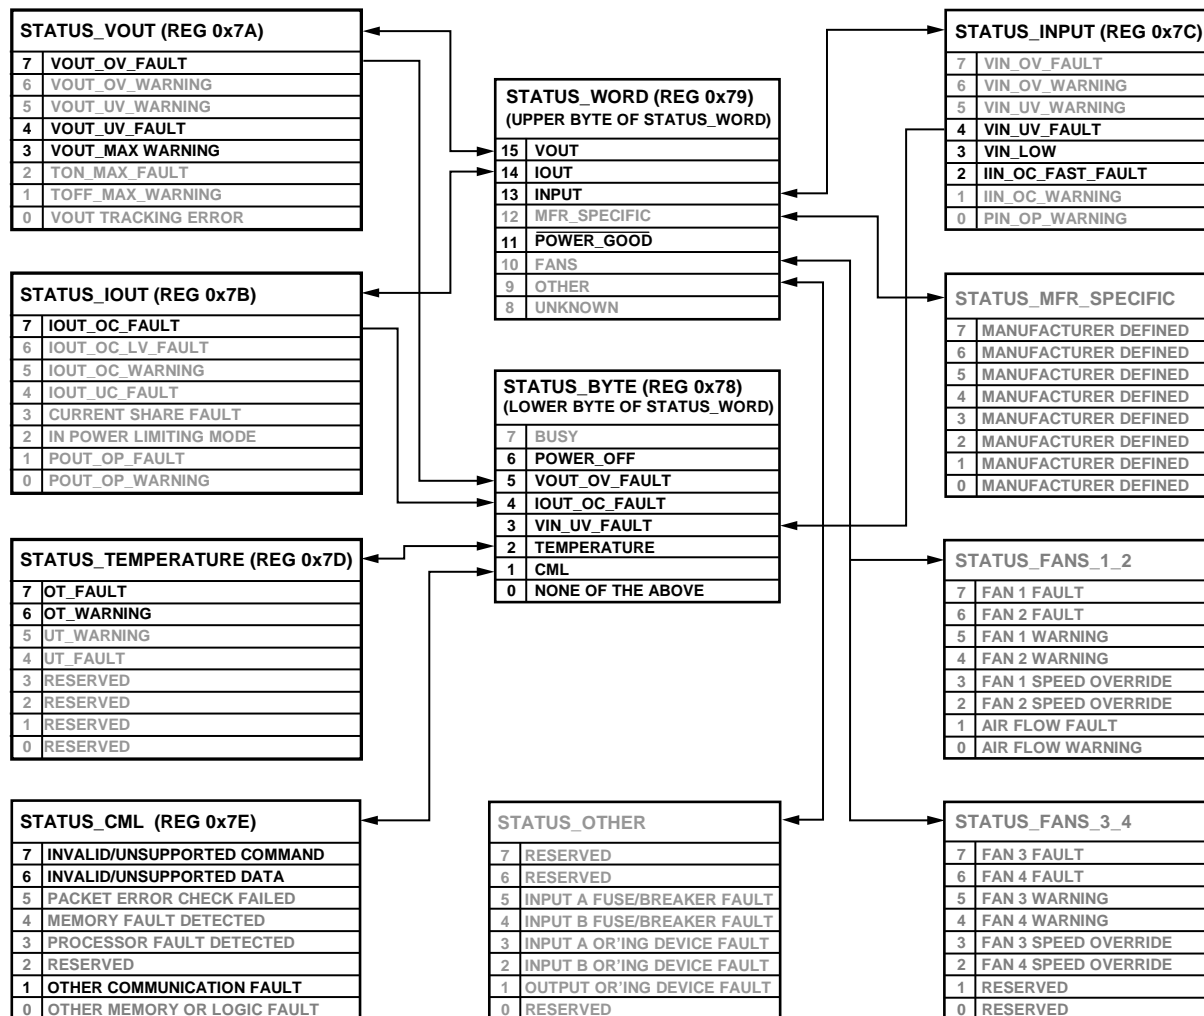 STATUS_VOUT (REG 0x7A)
7 VOUT_OV_FAULT
6 VOUT_OV_WARNING
5 VOUT_UV_WARNING
4 VOUT_UV_FAULT
3 VOUT_MAX WARNING
2 TON_MAX_FAULT
1 TOFF_MAX_WARNING
0 VOUT TRACKING ERROR
STATUS_IOUT (REG 0x7B)
7 IOUT_OC_FAULT
6 IOUT_OC_LV_FAULT
5 IOUT_OC_WARNING
4 IOUT_UC_FAULT
3 CURRENT SHARE FAULT
2 IN POWER LIMITING MODE
1 POUT_OP_FAULT
0 POUT_OP_WARNING
STATUS_TEMPERATURE (REG 0x7D)
7 OT_FAULT
6 OT_WARNING
5 UT_WARNING
4 UT_FAULT
3 RESERVED
2 RESERVED
1 RESERVED
0 RESERVED
STATUS_CML (REG 0x7E)
7 INVALID/UNSUPPORTED COMMAND
6 INVALID/UNSUPPORTED DATA
5 PACKET ERROR CHECK FAILED
4 MEMORY FAULT DETECTED
3 PROCESSOR FAULT DETECTED
2 RESERVED
1 OTHER COMMUNICATION FAULT
0 OTHER MEMORY OR LOGIC FAULT
STATUS_WORD (REG 0x79)
(UPPER BYTE OF STATUS_WORD)
15 VOUT
14 IOUT
13 INPUT
12 MFR_SPECIFIC
11 POWER_GOOD
10 FANS
9 OTHER
8 UNKNOWN
STATUS_BYTE (REG 0x78)
(LOWER BYTE OF STATUS_WORD)
7 BUSY
6 POWER_OFF
5 VOUT_OV_FAULT
4 IOUT_OC_FAULT
3 VIN_UV_FAULT
2 TEMPERATURE
1 CML
0 NONE OF THE ABOVE
STATUS_OTHER
7 RESERVED
6 RESERVED
5 INPUT A FUSE/BREAKER FAULT
4 INPUT B FUSE/BREAKER FAULT
3 INPUT A OR’ING DEVICE FAULT
2 INPUT B OR’ING DEVICE FAULT
1 OUTPUT OR’ING DEVICE FAULT
0 RESERVED
STATUS_INPUT (REG 0x7C)
7 VIN_OV_FAULT
6 VIN_OV_WARNING
5 VIN_UV_WARNING
4 VIN_UV_FAULT
3 VIN_LOW
2 IIN_OC_FAST_FAULT
1 IIN_OC_WARNING
0 PIN_OP_WARNING
STATUS_MFR_SPECIFIC
7 MANUFACTURER DEFINED
6 MANUFACTURER DEFINED
5 MANUFACTURER DEFINED
4 MANUFACTURER DEFINED
3 MANUFACTURER DEFINED
2 MANUFACTURER DEFINED
1 MANUFACTURER DEFINED
0 MANUFACTURER DEFINED
STATUS_FANS_1_2
7 FAN 1 FAULT
6 FAN 2 FAULT
5 FAN 1 WARNING
4 FAN 2 WARNING
3 FAN 1 SPEED OVERRIDE
2 FAN 2 SPEED OVERRIDE
1 AIR FLOW FAULT
0 AIR FLOW WARNING
STATUS_FANS_3_4
7 FAN 3 FAULT
6 FAN 4 FAULT
5 FAN 3 WARNING
4 FAN 4 WARNING
3 FAN 3 SPEED OVERRIDE
2 FAN 4 SPEED OVERRIDE
1 RESERVED
0 RESERVED